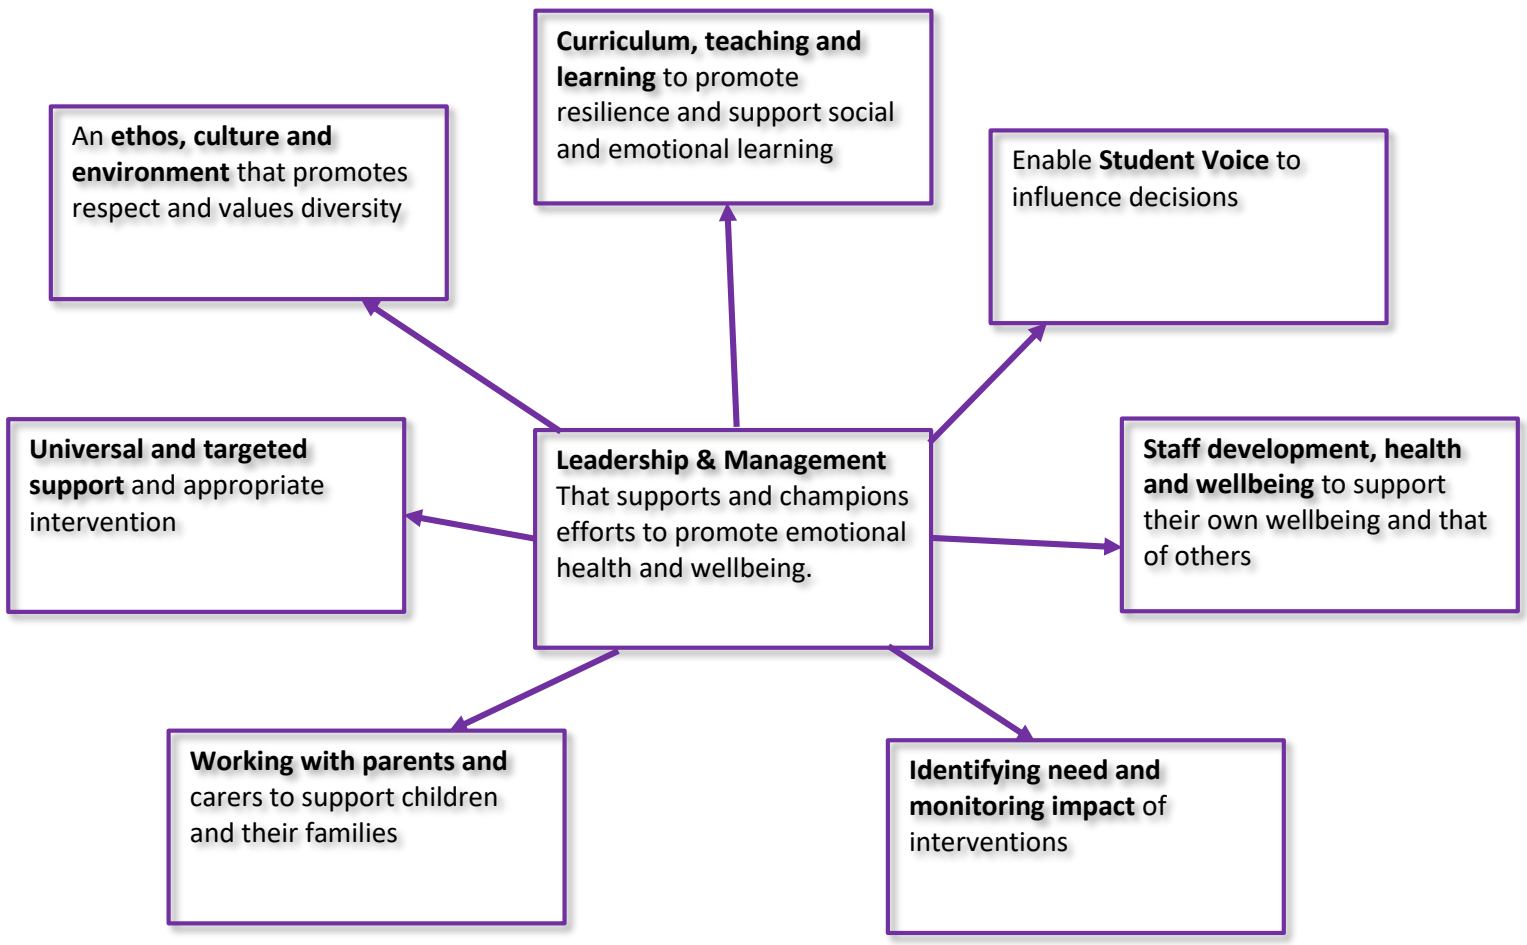 Curriculum, teaching and
learning to promote
resilience and support social
and emotional learning
An ethos, culture and
environment that promotes
respect and values diversity
Enable Student Voice to
influence decisions
Universal and targeted
support and appropriate
intervention
Leadership & Management
That supports and champions
efforts to promote emotional
health and wellbeing.
Staff development, health
and wellbeing to support
their own wellbeing and that
of others
Working with parents and
carers to support children
and their families
Identifying need and
monitoring impact of
interventions